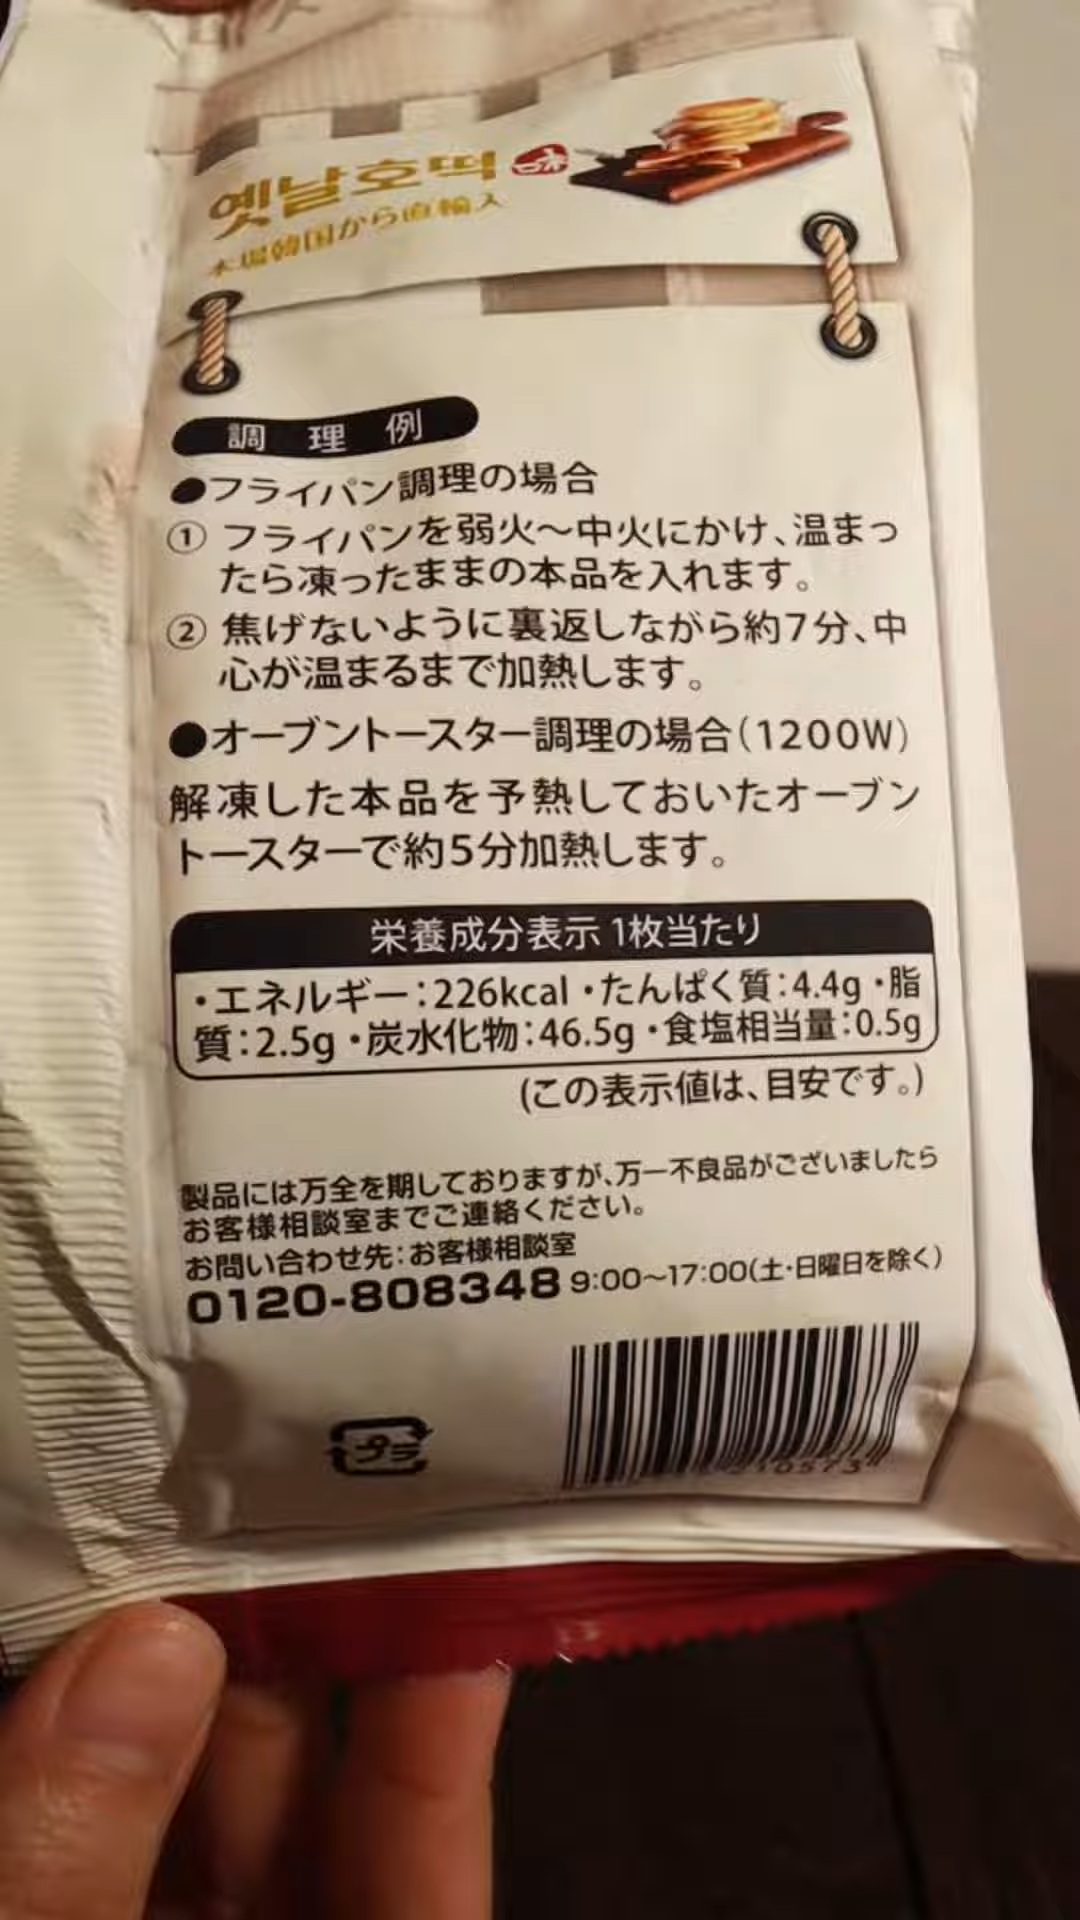 옛날호떡
本場韓国から直輸入
調理例
●フライパン調理の場合
① フライパンを弱火〜中火にかけ、温まっ
たら凍ったままの本品を入れます。
② 焦げないように裏返しながら約7分、中
心が温まるまで加熱します。
●オーブントースター調理の場合(1200W)
解凍した本品を予熱しておいたオーブン
トースターで約5分加熱します。
栄養成分表示 1枚当たり
・エネルギー:226kcal ・たんぱく質:4.4g ・脂
質:2.5g ・炭水化物:46.5g ・食塩相当量:0.5g
(この表示値は、目安です。)
製品には万全を期しておりますが、万一不良品がございましたら
お客様相談室までご連絡ください。
お問い合わせ先:お客様相談室
0120-808348 9:00〜17:00(土・日曜日を除く)
プラ